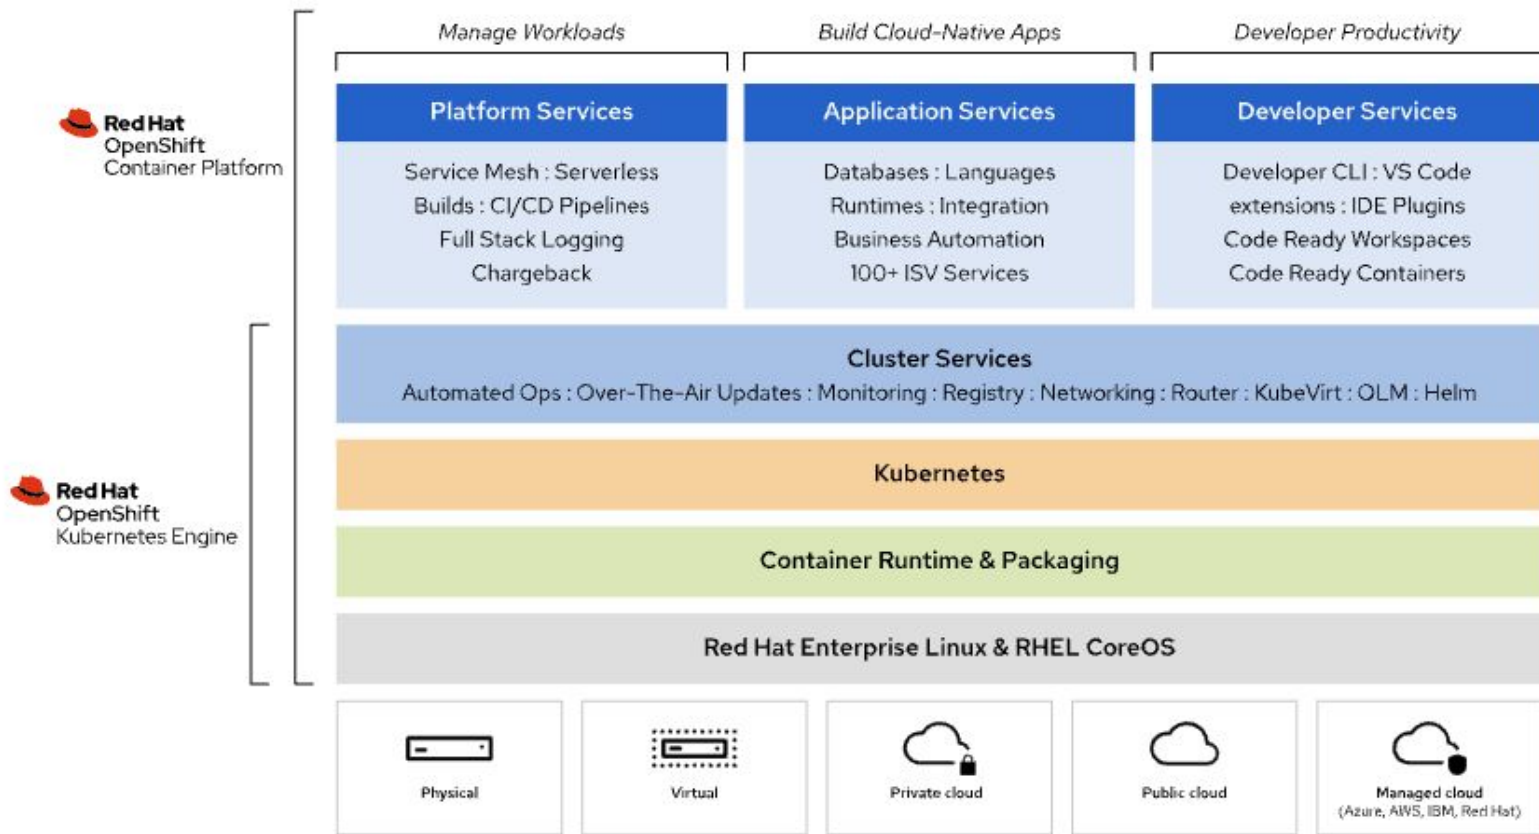 Manage Workloads
Build Cloud-Native Apps
Developer Productivity
Red Hat
OpenShift
Container Platform
Platform Services
Service Mesh : Serverless
Builds : CI/CD Pipelines
Full Stack Logging
Chargeback
Application Services
Databases : Languages
Runtimes : Integration
Business Automation
100+ ISV Services
Developer Services
Developer CLI : VS Code
extensions : IDE Plugins
Code Ready Workspaces
Code Ready Containers
Red Hat
OpenShift
Kubernetes Engine
Cluster Services
Automated Ops : Over-The-Air Updates : Monitoring : Registry : Networking : Router : KubeVirt : OLM : Helm
Kubernetes
Container Runtime & Packaging
Red Hat Enterprise Linux & RHEL CoreOS
Physical
Virtual
Private cloud
Public cloud
Managed cloud
(Azure, AWS, IBM, Red Hat)